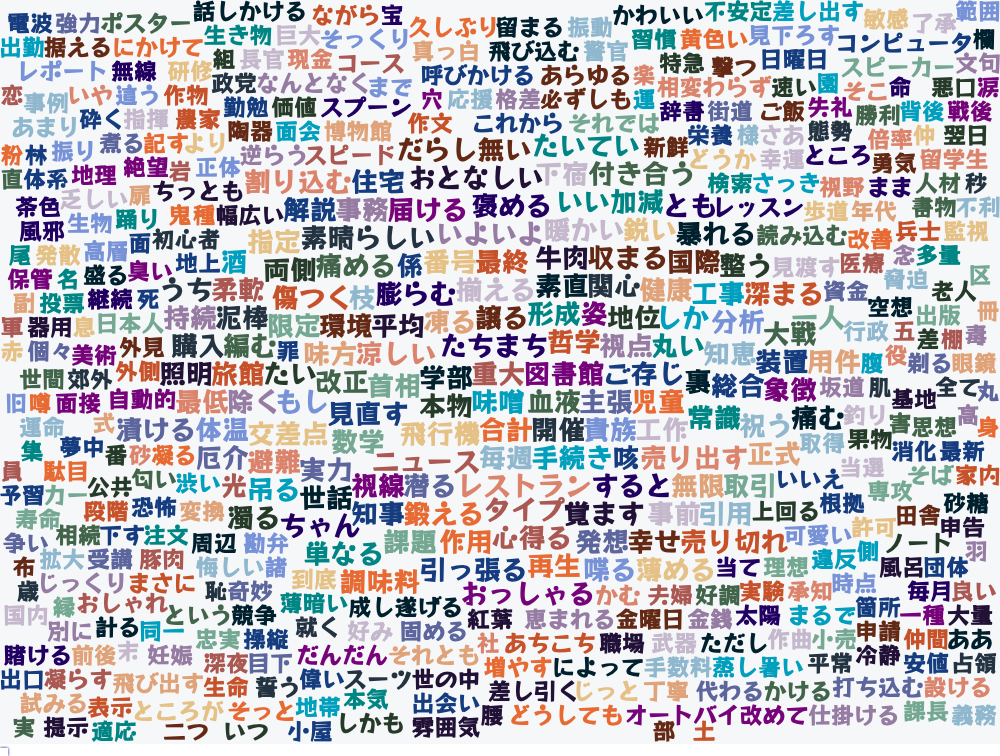 電波 強力 ポスター 話しかける ながら 宝 久しぶり 留まる 振動 かわいい 不安定 差し出す 敏感 了承 範囲
出勤 据える にかけて 生き物 巨大 そっくり 真っ白 飛び込む 警官 習慣 黄色い 見下ろす コンピュータ 欄
レポート 無線 研修 組 長官 現金 コース 呼びかける あらゆる 楽 特急 撃つ 日曜日 スピーカー 文句
恋 事例 いや 違う 作物 政党 なんとなく まで 穴 応援 格差 必ずしも 運 相変わらず 速い 園 そこ 命 悪口 涙
あまり 砕く 指揮 農家 勤勉 価値 スプーン 作文 これから それでは 辞書 街道 ご飯 失礼 勝利 背後 戦後
粉 林 振り 煮る 記す より 陶器 面会 博物館 だらし無い たいてい 新鮮 栄養 様 さあ 態勢 倍率 仲 翌日
直 体系 地理 絶望 岩 正体 逆らう スピード おとなしい 下宿 付き合う どうか 幸運 ところ 勇気 留学生
茶色 乏しい 扉 ちっとも 割り込む 住宅 褒める いい加減 検索 さっき 視野 まま 人材 秒
風邪 生物 踊り 鬼 種 幅広い 解説 事務 届ける とも レッスン 歩道 年代 書物 不利
尾 発散 高層 面 初心者 指定 素晴らしい いよいよ 暖かい 鋭い 暴れる 読み込む 改善 兵士 監視
保管 名 盛る 臭い 地上 酒 両側 痛める 係 番号 最終 牛肉 収まる 国際 整う 見渡す 医療 念 多量
副 投票 継続 死 うち 柔軟 傷つく 枝 膨らむ 揃える 素直 関心 健康 工事 深まる 資金 脅迫 老人 区
軍 器用 息 日本人 持続 泥棒 限定 環境 平均 凍る 譲る 形成 姿 地位 しか 分析 大戦 一人 空想 出版 冊
赤 個々 美術 外見 購入 編む 罪 味方 涼しい たちまち 哲学 視点 丸い 知恵 装置 用件 腹 行政 五 差 棚 毒
世間 郊外 外側 照明 旅館 たい 改正 首相 学部 重大 図書館 ご存じ 裏 総合 象徴 坂道 肌 役 剃る 眼鏡
旧 噂 面接 自動的 最低 除く もし 見直す 本物 味噌 血液 主張 児童 常識 祝う 痛む 釣り 基地 全て 丸
運命 式 漬ける 体温 交差点 数学 飛行機 合計 開催 貴族 工作 取得 果物 害 思想 高 身
集 夢中 番 砂 凝る 厄介 避難 実力 ニュース 毎週 手続き 咳 売り出す 正式 当選 消化 最新
員 駄目 公共 匂い 渋い 光 吊る 世話 視線 潜る レストラン すると 無限 取引 いいえ 専攻 そば 家内
予習 カー 段階 恐怖 変換 濁る ちゃん 知事 鍛える タイプ 覚ます 事前 引用 上回る 根拠 田舎 砂糖
寿命 相続 下す 注文 周辺 勘弁 単なる 課題 作用 心得る 発想 幸せ 売り切れ 可愛い 許可 ノート 申告
争い 拡大 受講 豚肉 悔しい 諸 到底 調味料 引っ張る 再生 喋る 薄める 当て 理想 違反 側 風呂 団体 羽
布 歳 じっくり まさに 恥 奇妙 薄暗い 成し遂げる おっしゃる かむ 夫婦 好調 実験 承知 時点 毎月 良い
国内 緑 おしゃれ という 競争 就く 好み 固める 紅葉 恵まれる 金曜日 金銭 太陽 まるで 箇所 一種 大量
別に 計る 同一 忠実 操縦 だんだん それとも 社 あちこち 職場 武器 ただし 作曲 小売 申請 仲間 ああ
賭ける 前後 末 妊娠 深夜 目下 偉い スーツ 世の中 増やす によって 手数料 蒸し暑い 平常 冷静 安値 占領
出口 凝らす 飛び出す 生命 誓う 地帯 本気 出会い 差し引く じっと 丁寧 代わる かける 打ち込む 設ける
試みる 表示 ところが そっと 小屋 しかも 雰囲気 腰 どうしても オートバイ 改めて 仕掛ける 課長 義務
実 提示 適応 二つ いつ 部 土